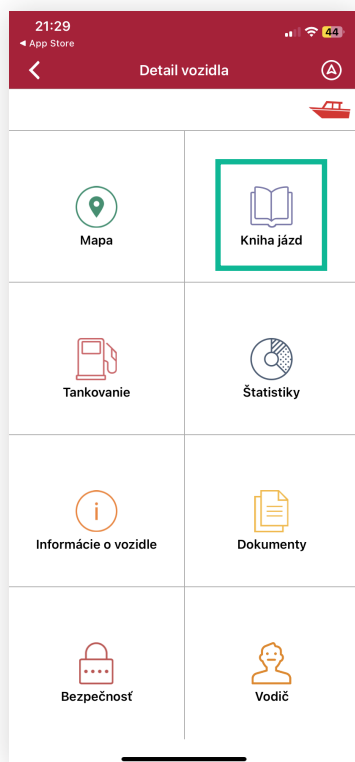 21:29
44
◀ App Store
Detail vozidla
Mapa
Kniha jázd
Tankovanie
Štatistiky
Informácie o vozidle
Dokumenty
Bezpečnosť
Vodič